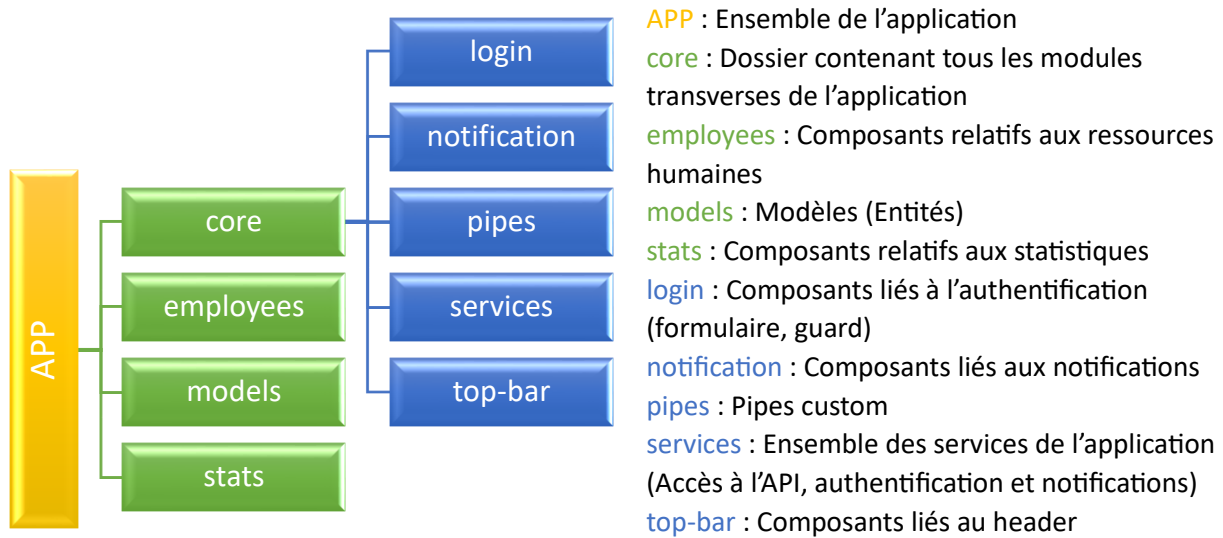 APP
core
employees
models
stats
login
notification
pipes
services
top-bar
APP : Ensemble de l’application
core : Dossier contenant tous les modules
transverses de l’application
employees : Composants relatifs aux ressources
humaines
models : Modèles (Entités)
stats : Composants relatifs aux statistiques
login : Composants liés à l’authentification
(formulaire, guard)
notification : Composants liés aux notifications
pipes : Pipes custom
services : Ensemble des services de l’application
(Accès à l’API, authentification et notifications)
top-bar : Composants liés au header